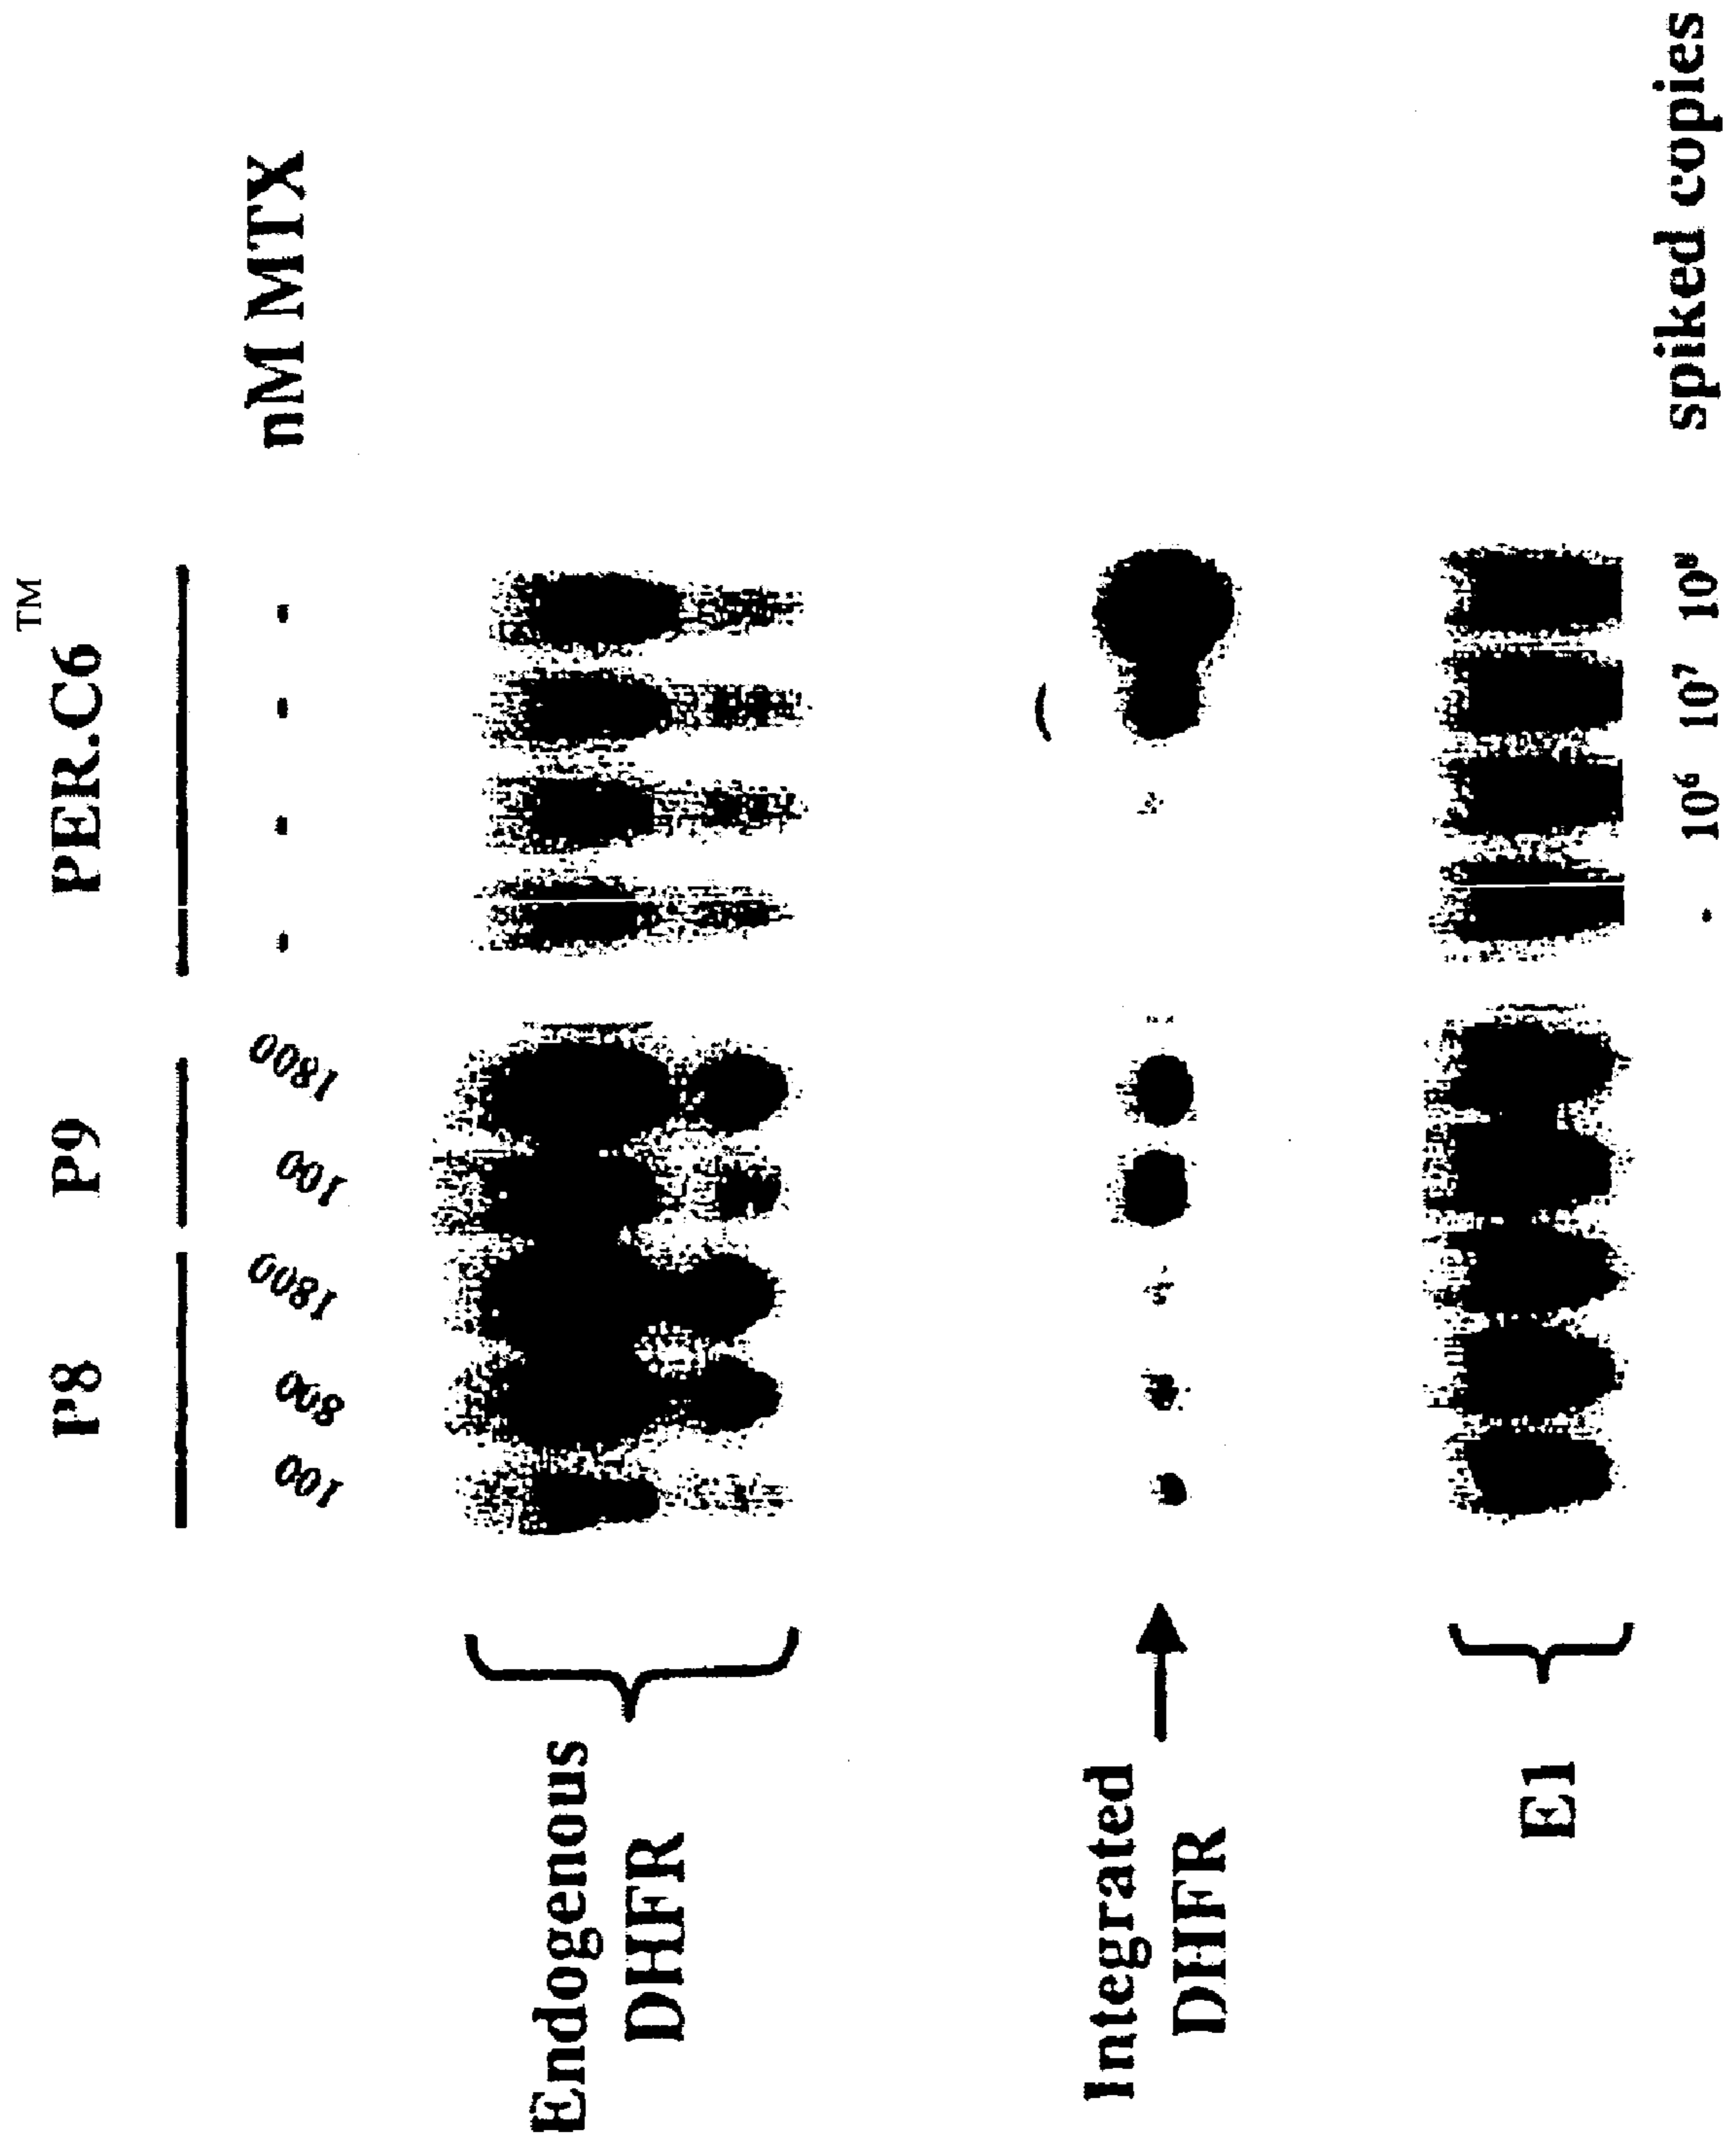 P8 P9 PER.C6™
100 800 1800 100 1800 - - - - nM MTX
Endogenous
DHFR
Integrated
DHFR
E1
- 10⁶ 10⁷ 10⁸ spiked copies